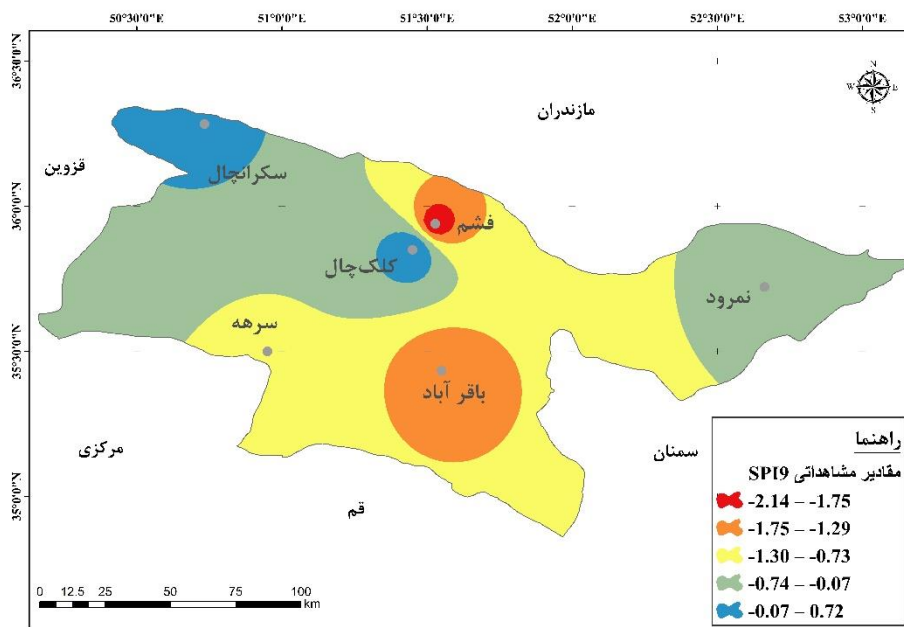 50°30'0"E 51°0'0"E 51°30'0"E 52°0'0"E 52°30'0"E 53°0'0"E
36°30'0"N
36°0'0"N
35°30'0"N
35°0'0"N
N
W E
S
مازندران
قزوین
سکرانچال
فشم
کلک‌چال
نمرود
سرهه
باقر آباد
مرکزی
سمنان
قم
راهنما
مقادیر مشاهداتی SPI9
-2.14 – -1.75
-1.75 – -1.29
-1.30 – -0.73
-0.74 – -0.07
-0.07 – 0.72
0 12.5 25 50 75 100
km